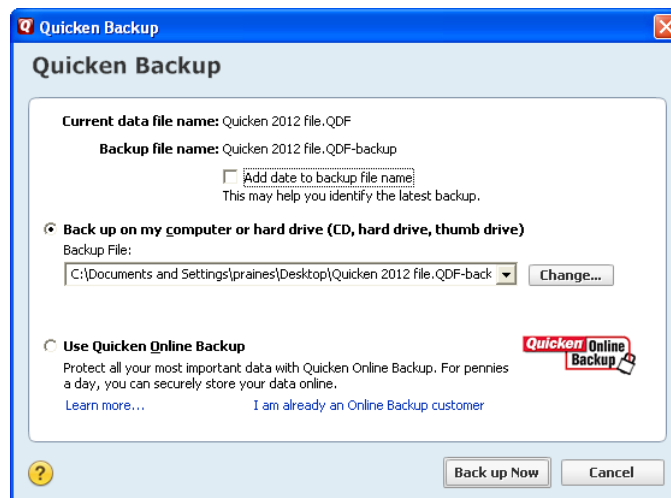 Quicken Backup
Quicken Backup
Current data file name: Quicken 2012 file.QDF
Backup file name: Quicken 2012 file.QDF-backup
Add date to backup file name
This may help you identify the latest backup.
Back up on my computer or hard drive (CD, hard drive, thumb drive)
Backup File:
C:\Documents and Settings\praines\Desktop\Quicken 2012 file.QDF-back
Change...
Use Quicken Online Backup
Quicken Online
Backup
Protect all your most important data with Quicken Online Backup. For pennies
a day, you can securely store your data online.
Learn more... I am already an Online Backup customer
? Back up Now Cancel